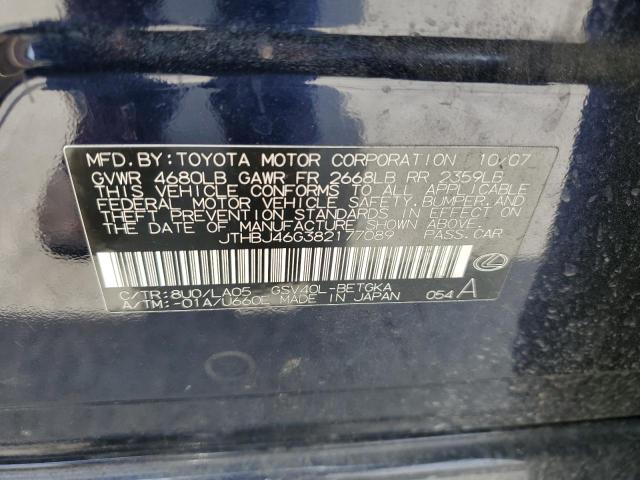 MFD. BY: TOYOTA MOTOR CORPORATION 10/07
GVWR 4680LB GAWR FR 2668LB RR 2359LB
THIS VEHICLE CONFORMS TO ALL APPLICABLE
FEDERAL MOTOR VEHICLE SAFETY, BUMPER, AND
THEFT PREVENTION STANDARDS IN EFFECT ON
THE DATE OF MANUFACTURE SHOWN ABOVE.
JTHBJ46G382177089 PASS. CAR
C/TR: 8U0/LA05 GSV40L-BETGKA
A/TM: -01A/U660E MADE IN JAPAN 054 A